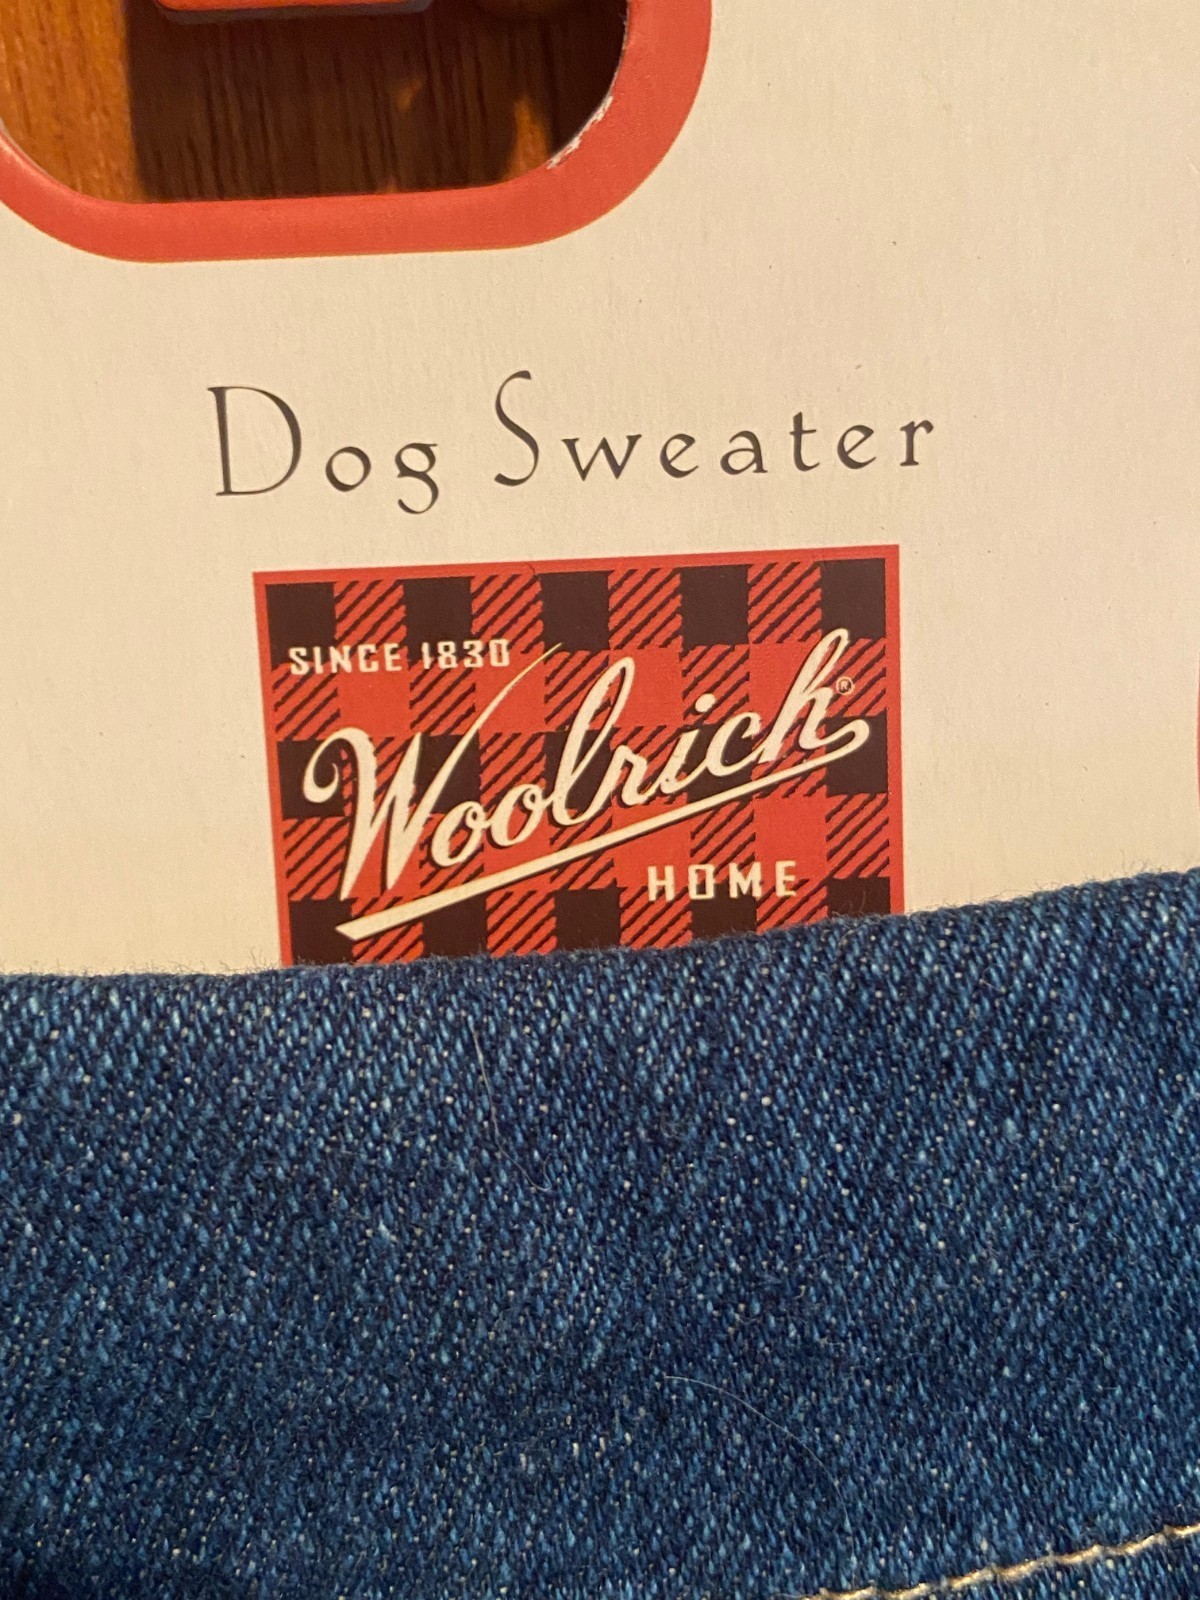 Dog Sweater
SINCE 1830
Woolrich®
HOME